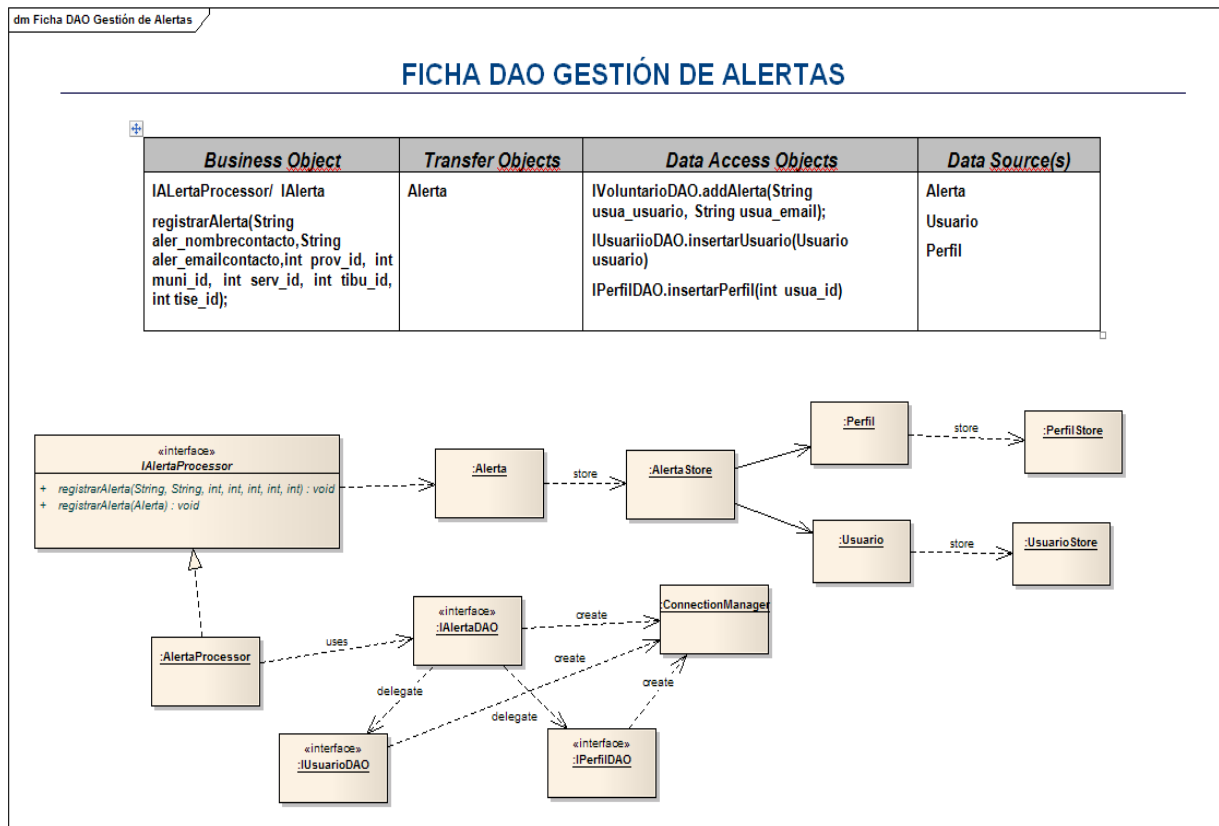 dm Ficha DAO Gestión de Alertas
FICHA DAO GESTIÓN DE ALERTAS
Business Object
Transfer Objects
Data Access Objects
Data Source(s)
IALertaProcessor/ IAlerta
registrarAlerta(String
aler_nombrecontacto,String
aler_emailcontacto,int prov_id, int
muni_id, int serv_id, int tibu_id,
int tise_id);
Alerta
IVoluntarioDAO.addAlerta(String
usua_usuario, String usua_email);
IUsuariioDAO.insertarUsuario(Usuario
usuario)
IPerfilDAO.insertarPerfil(int usua_id)
Alerta
Usuario
Perfil
«interface»
IAlertaProcessor
+ registrarAlerta(String, String, int, int, int, int, int) : void
+ registrarAlerta(Alerta) : void
:Alerta
store
:AlertaStore
:Perfil
store
:PerfilStore
:Usuario
store
:UsuarioStore
:AlertaProcessor
uses
«interface»
:IAlertaDAO
create
:ConnectionManager
create
create
delegate
delegate
«interface»
:IUsuarioDAO
«interface»
:IPerfilDAO